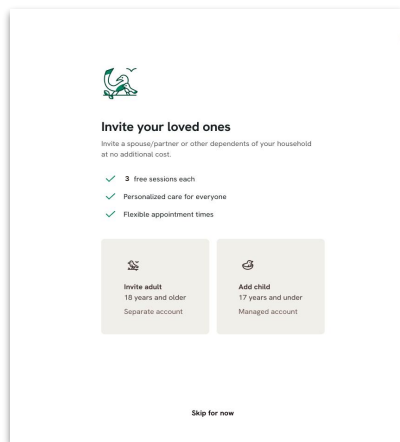 Invite your loved ones
Invite a spouse/partner or other dependents of your household
at no additional cost.
3 free sessions each
Personalized care for everyone
Flexible appointment times
Invite adult
18 years and older
Separate account
Add child
17 years and under
Managed account
Skip for now